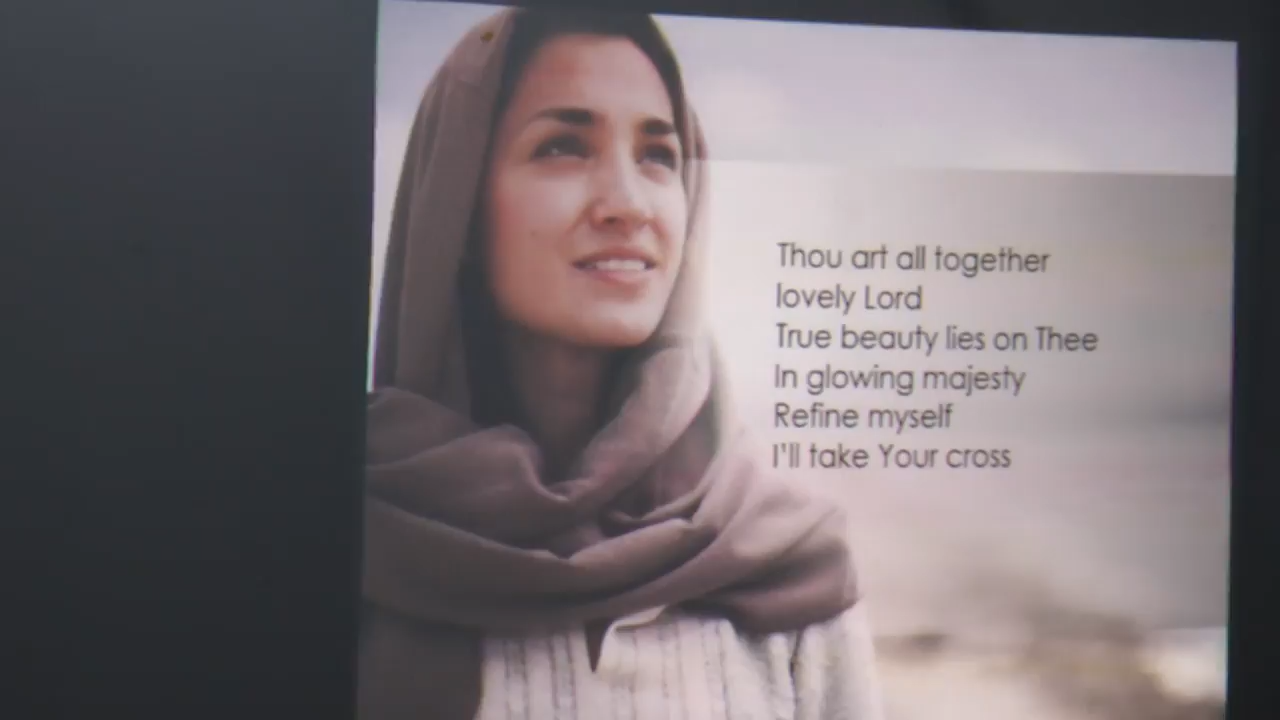 Thou art all together
lovely Lord
True beauty lies on Thee
In glowing majesty
Refine myself
I'll take Your cross